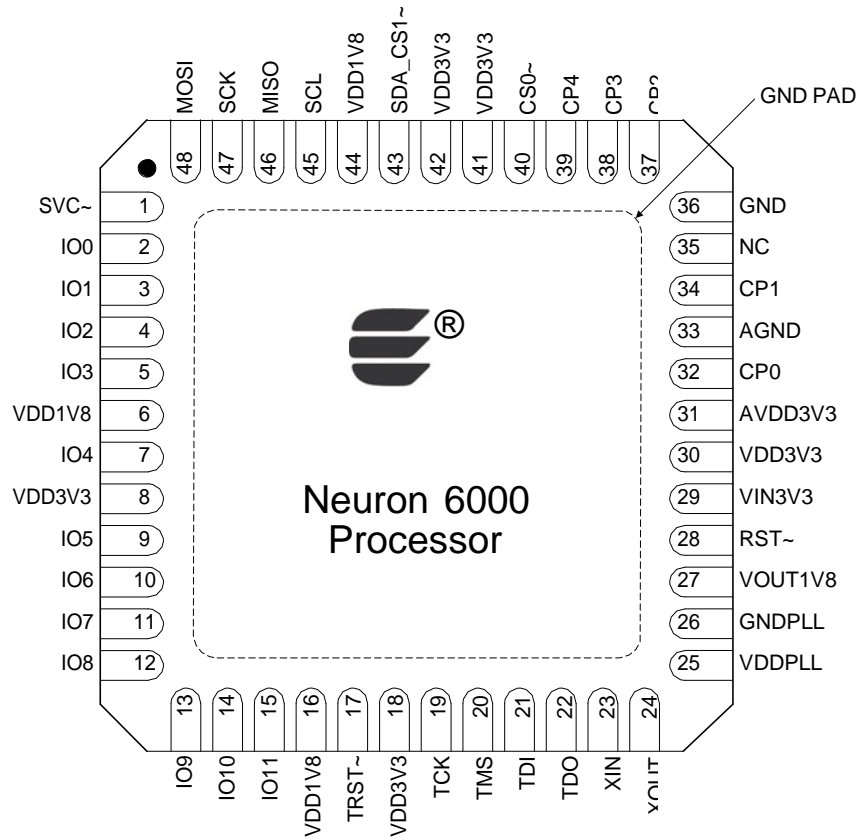 MOSI
SCK
MISO
SCL
VDD1V8
SDA_CS1~
VDD3V3
VDD3V3
CS0~
CP4
CP3
CP2
GND PAD
48 47 46 45 44 43 42 41 40 39 38 37
SVC~ 1
IO0 2
IO1 3
IO2 4
IO3 5
VDD1V8 6
IO4 7
VDD3V3 8
IO5 9
IO6 10
IO7 11
IO8 12
®
Neuron 6000
Processor
36 GND
35 NC
34 CP1
33 AGND
32 CP0
31 AVDD3V3
30 VDD3V3
29 VIN3V3
28 RST~
27 VOUT1V8
26 GNDPLL
25 VDDPLL
13 14 15 16 17 18 19 20 21 22 23 24
IO9
IO10
IO11
VDD1V8
TRST~
VDD3V3
TCK
TMS
TDI
TDO
XIN
XOUT